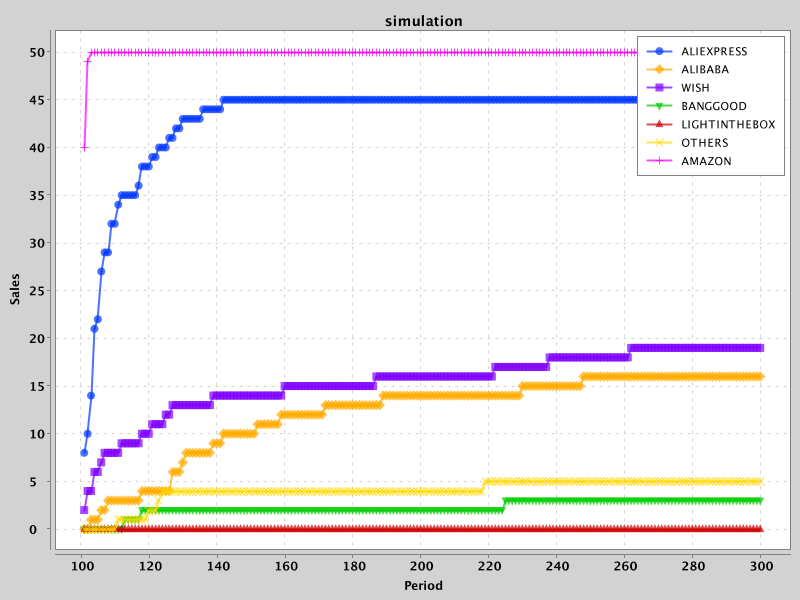 simulation
ALIEXPRESS
ALIBABA
WISH
BANGGOOD
LIGHTINTHEBOX
OTHERS
AMAZON
50
45
40
35
30
25
20
15
10
5
0
Sales
100 120 140 160 180 200 220 240 260 280 300
Period